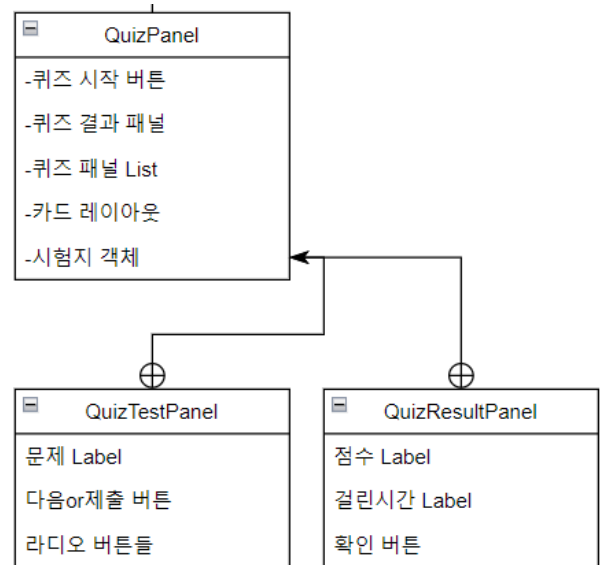 QuizPanel
-퀴즈 시작 버튼
-퀴즈 결과 패널
-퀴즈 패널 List
-카드 레이아웃
-시험지 객체
QuizTestPanel
문제 Label
다음or제출 버튼
라디오 버튼들
QuizResultPanel
점수 Label
걸린시간 Label
확인 버튼